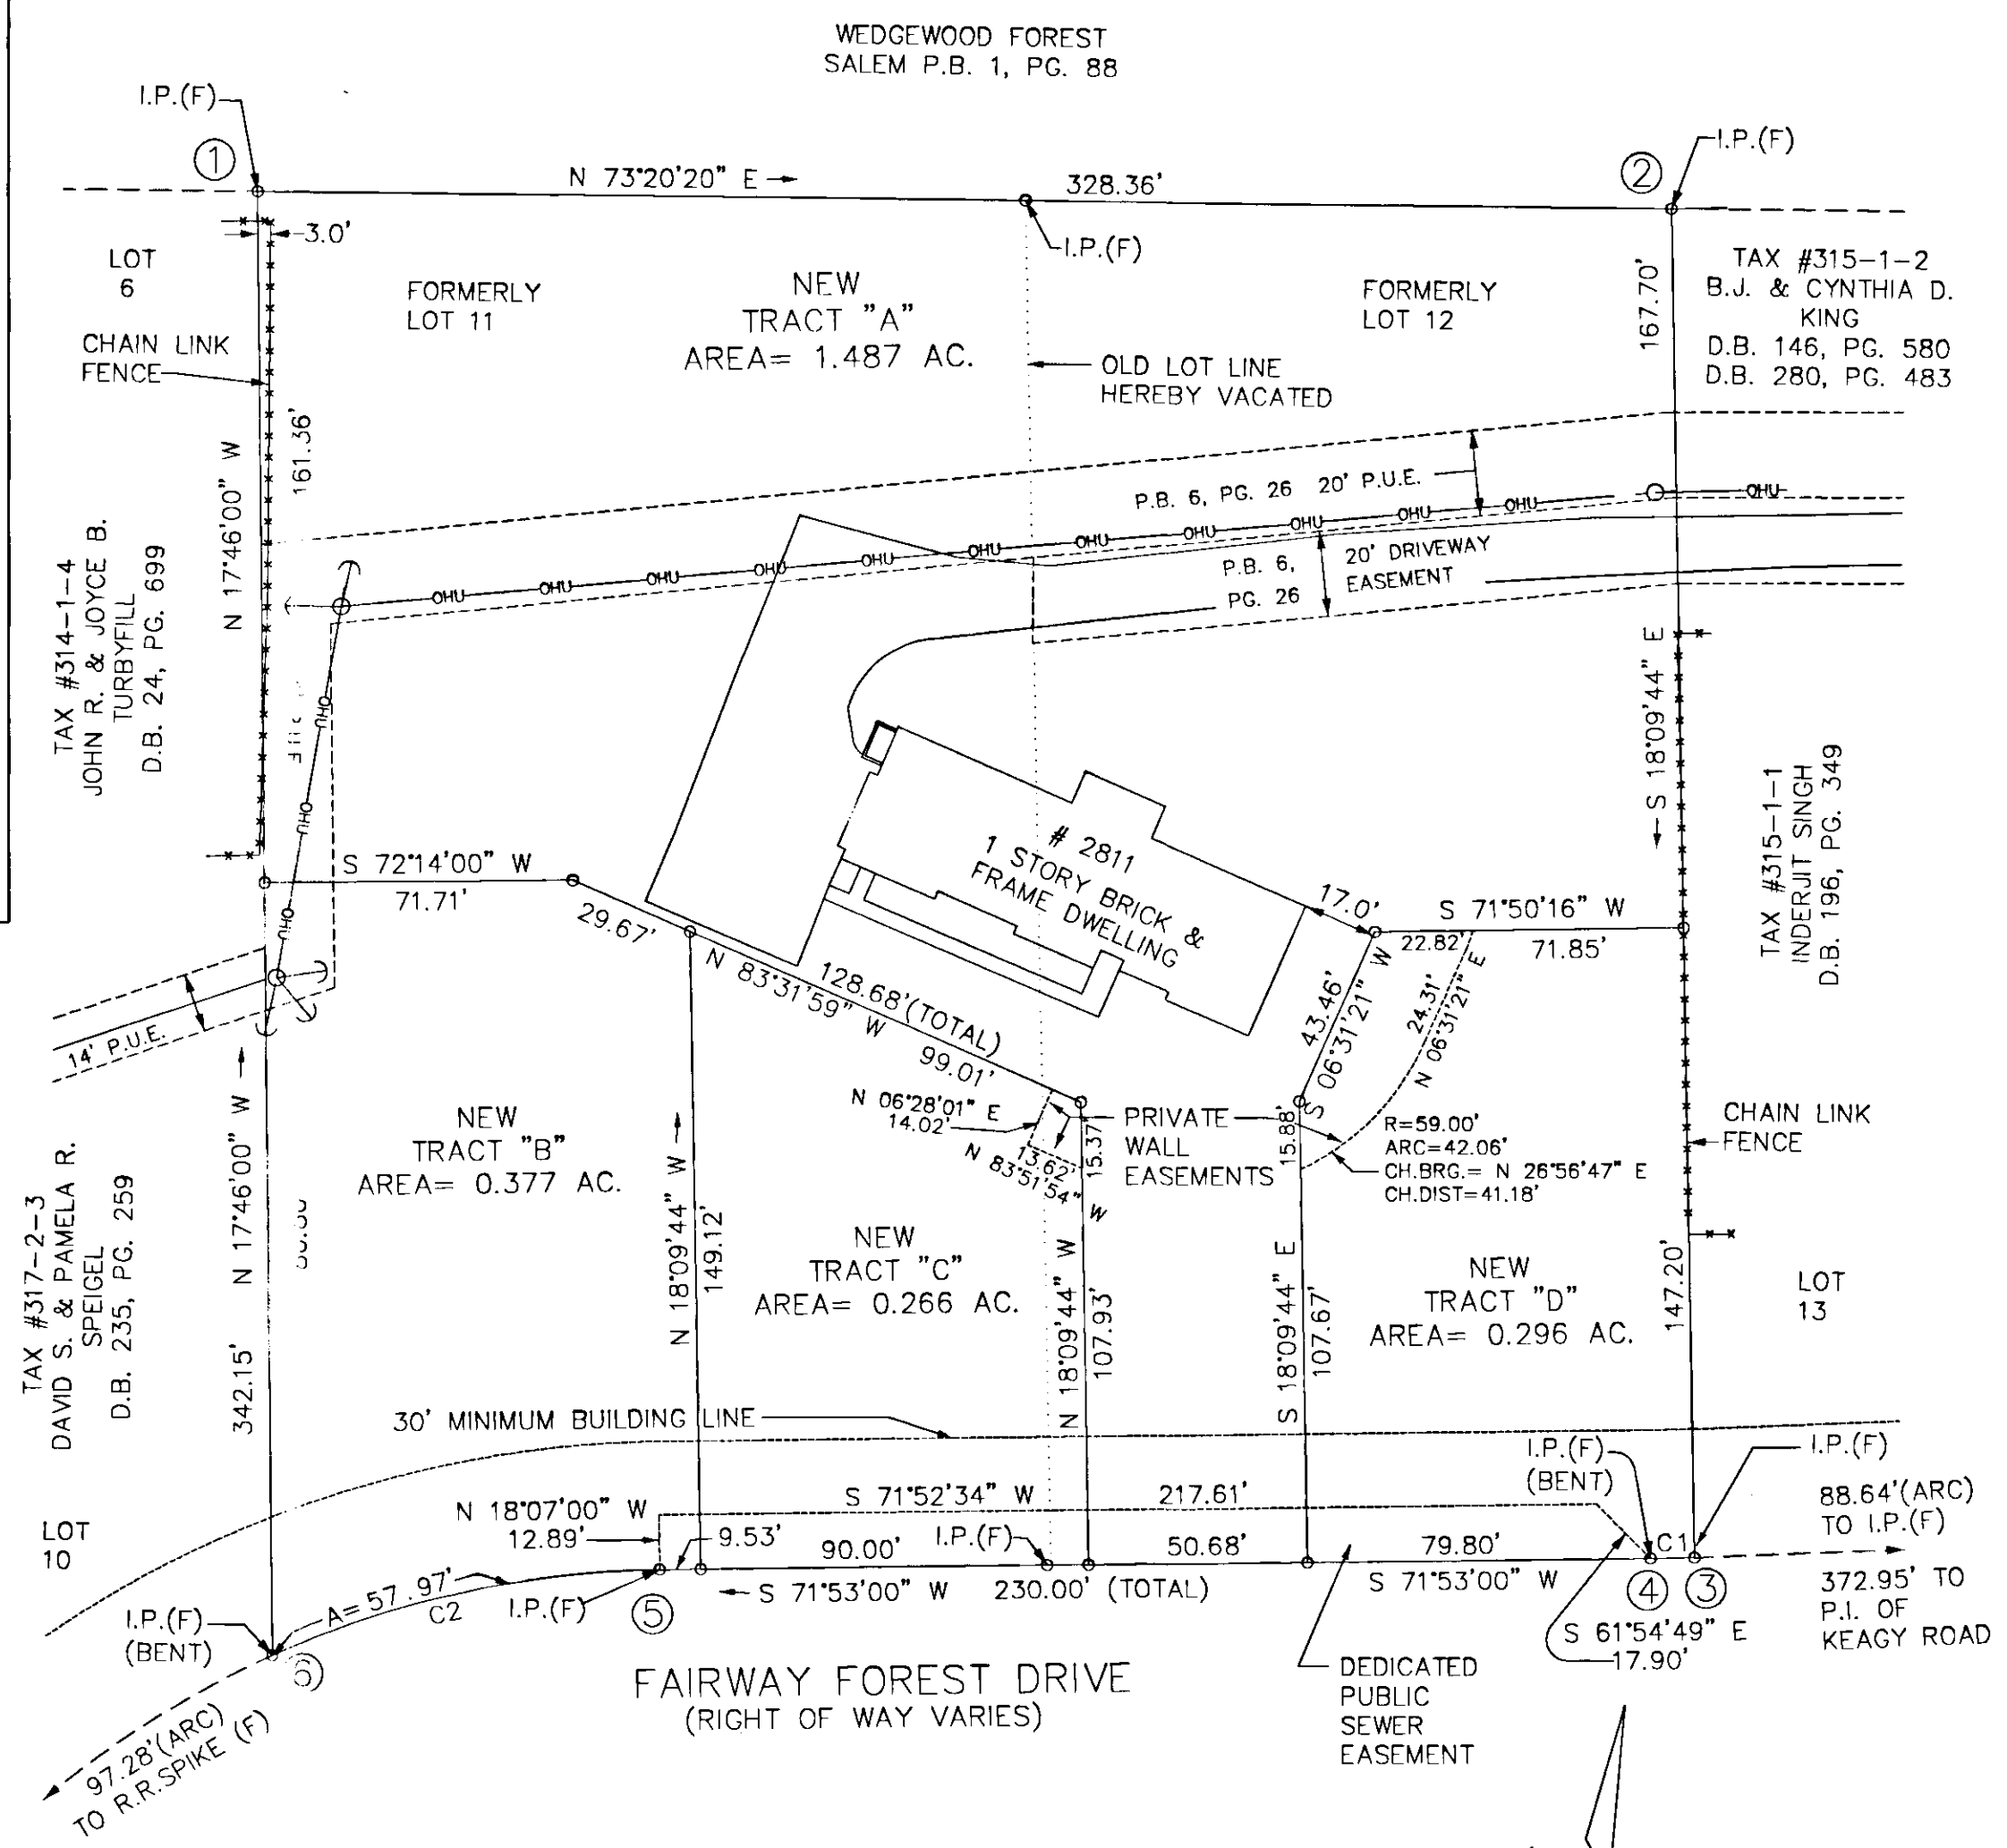 WEDGEWOOD FOREST
SALEM P.B. 1, PG. 88
I.P.(F)
1
N 73°20'20" E
328.36'
2
I.P.(F)
I.P.(F)
3.0'
LOT
6
CHAIN LINK
FENCE
FORMERLY
LOT 11
NEW
TRACT "A"
AREA= 1.487 AC.
FORMERLY
LOT 12
OLD LOT LINE
HEREBY VACATED
167.70'
TAX #315-1-2
B.J. & CYNTHIA D.
KING
D.B. 146, PG. 580
D.B. 280, PG. 483
N 17°46'00" W
161.36'
TAX #314-1-4
JOHN R. & JOYCE B.
TURBYFILL
D.B. 24, PG. 699
P.B. 6, PG. 26 20' P.U.E.
OHU
OHU
OHU
OHU
OHU
OHU
OHU
OHU
OHU
OHU
OHU
OHU
P.B. 6,
PG. 26
20' DRIVEWAY
EASEMENT
OHU
OHU
OHU
S 18°09'44" E
TAX #315-1-1
INDERJIT SINGH
D.B. 196, PG. 349
# 2811
1 STORY BRICK &
FRAME DWELLING
17.0'
S 72°14'00" W
71.71'
29.67'
N 83°31'59" W
128.68'(TOTAL)
99.01'
S 71°50'16" W
22.82'
71.85'
43.46'
S 06°31'21" W
24.31'
N 06°31'21" E
14' P.U.E.
N 06°28'01" E
14.02'
13.62'
N 83°51'54" W
15.37'
PRIVATE
WALL
EASEMENTS
15.88'
R=59.00'
ARC=42.06'
CH.BRG.= N 26°56'47" E
CH.DIST=41.18'
CHAIN LINK
FENCE
NEW
TRACT "B"
AREA= 0.377 AC.
NEW
TRACT "C"
AREA= 0.266 AC.
NEW
TRACT "D"
AREA= 0.296 AC.
LOT
13
TAX #317-2-3
DAVID S. & PAMELA R.
SPEIGEL
D.B. 235, PG. 259
342.15'
N 17°46'00" W
N 18°09'44" W
149.12'
N 18°09'44" W
107.93'
S 18°09'44" E
107.67'
147.20'
30' MINIMUM BUILDING LINE
I.P.(F)
(BENT)
I.P.(F)
LOT
10
N 18°07'00" W
12.89'
S 71°52'34" W
217.61'
9.53'
90.00'
I.P.(F)
50.68'
79.80'
C1
88.64'(ARC)
TO I.P.(F)
A=57.97'
C2
I.P.(F)
5
S 71°53'00" W
230.00' (TOTAL)
S 71°53'00" W
4
3
372.95' TO
P.I. OF
KEAGY ROAD
I.P.(F)
(BENT)
6
S 61°54'49" E
17.90'
FAIRWAY FOREST DRIVE
(RIGHT OF WAY VARIES)
DEDICATED
PUBLIC
SEWER
EASEMENT
97.28'(ARC)
TO R.R.SPIKE (F)